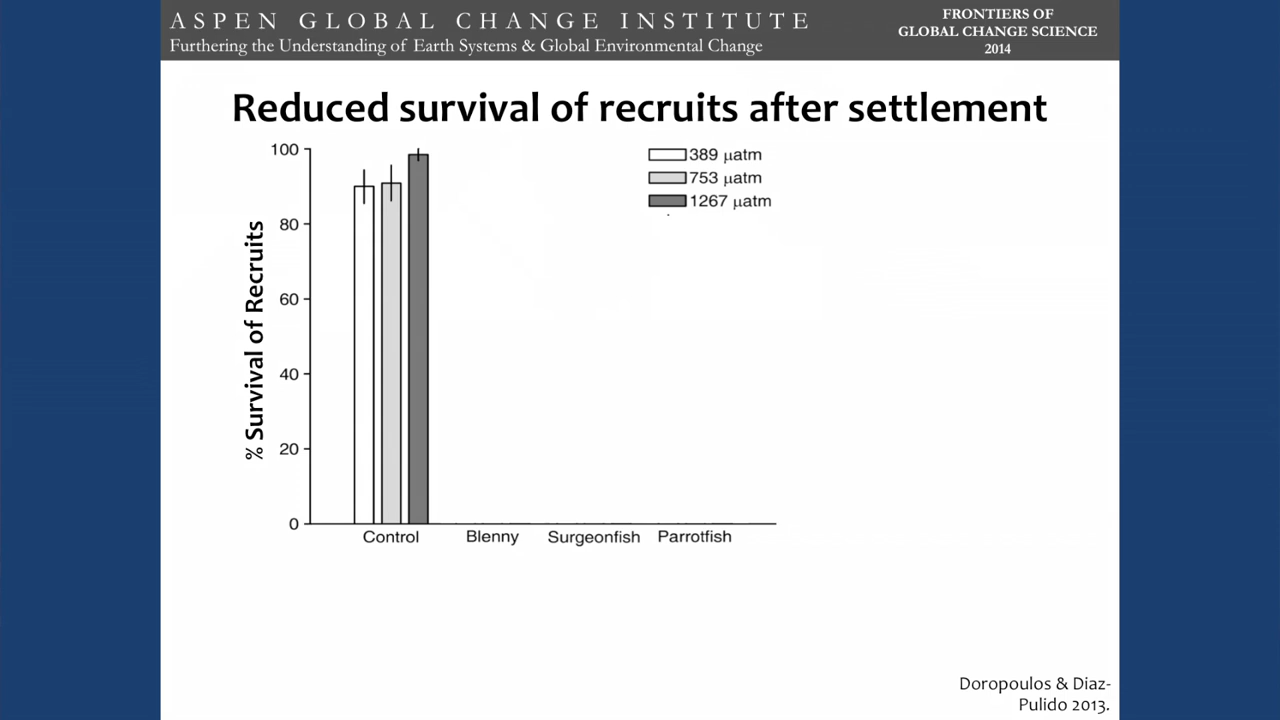 ASPEN GLOBAL CHANGE INSTITUTE
Furthering the Understanding of Earth Systems & Global Environmental Change
FRONTIERS OF
GLOBAL CHANGE SCIENCE
2014
Reduced survival of recruits after settlement
389 μatm
753 μatm
1267 μatm
% Survival of Recruits
100
80
60
40
20
0
Control
Blenny
Surgeonfish
Parrotfish
Doropoulos & Diaz-
Pulido 2013.